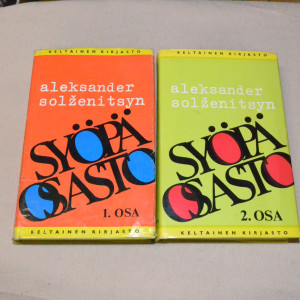 KELTAINEN KIRJASTO
aleksander
solženitsyn
SYÖPÄ
OSASTO
1. OSA
KELTAINEN KIRJASTO
KELTAINEN KIRJASTO
aleksander
solženitsyn
SYÖPÄ
OSASTO
2. OSA
KELTAINEN KIRJASTO